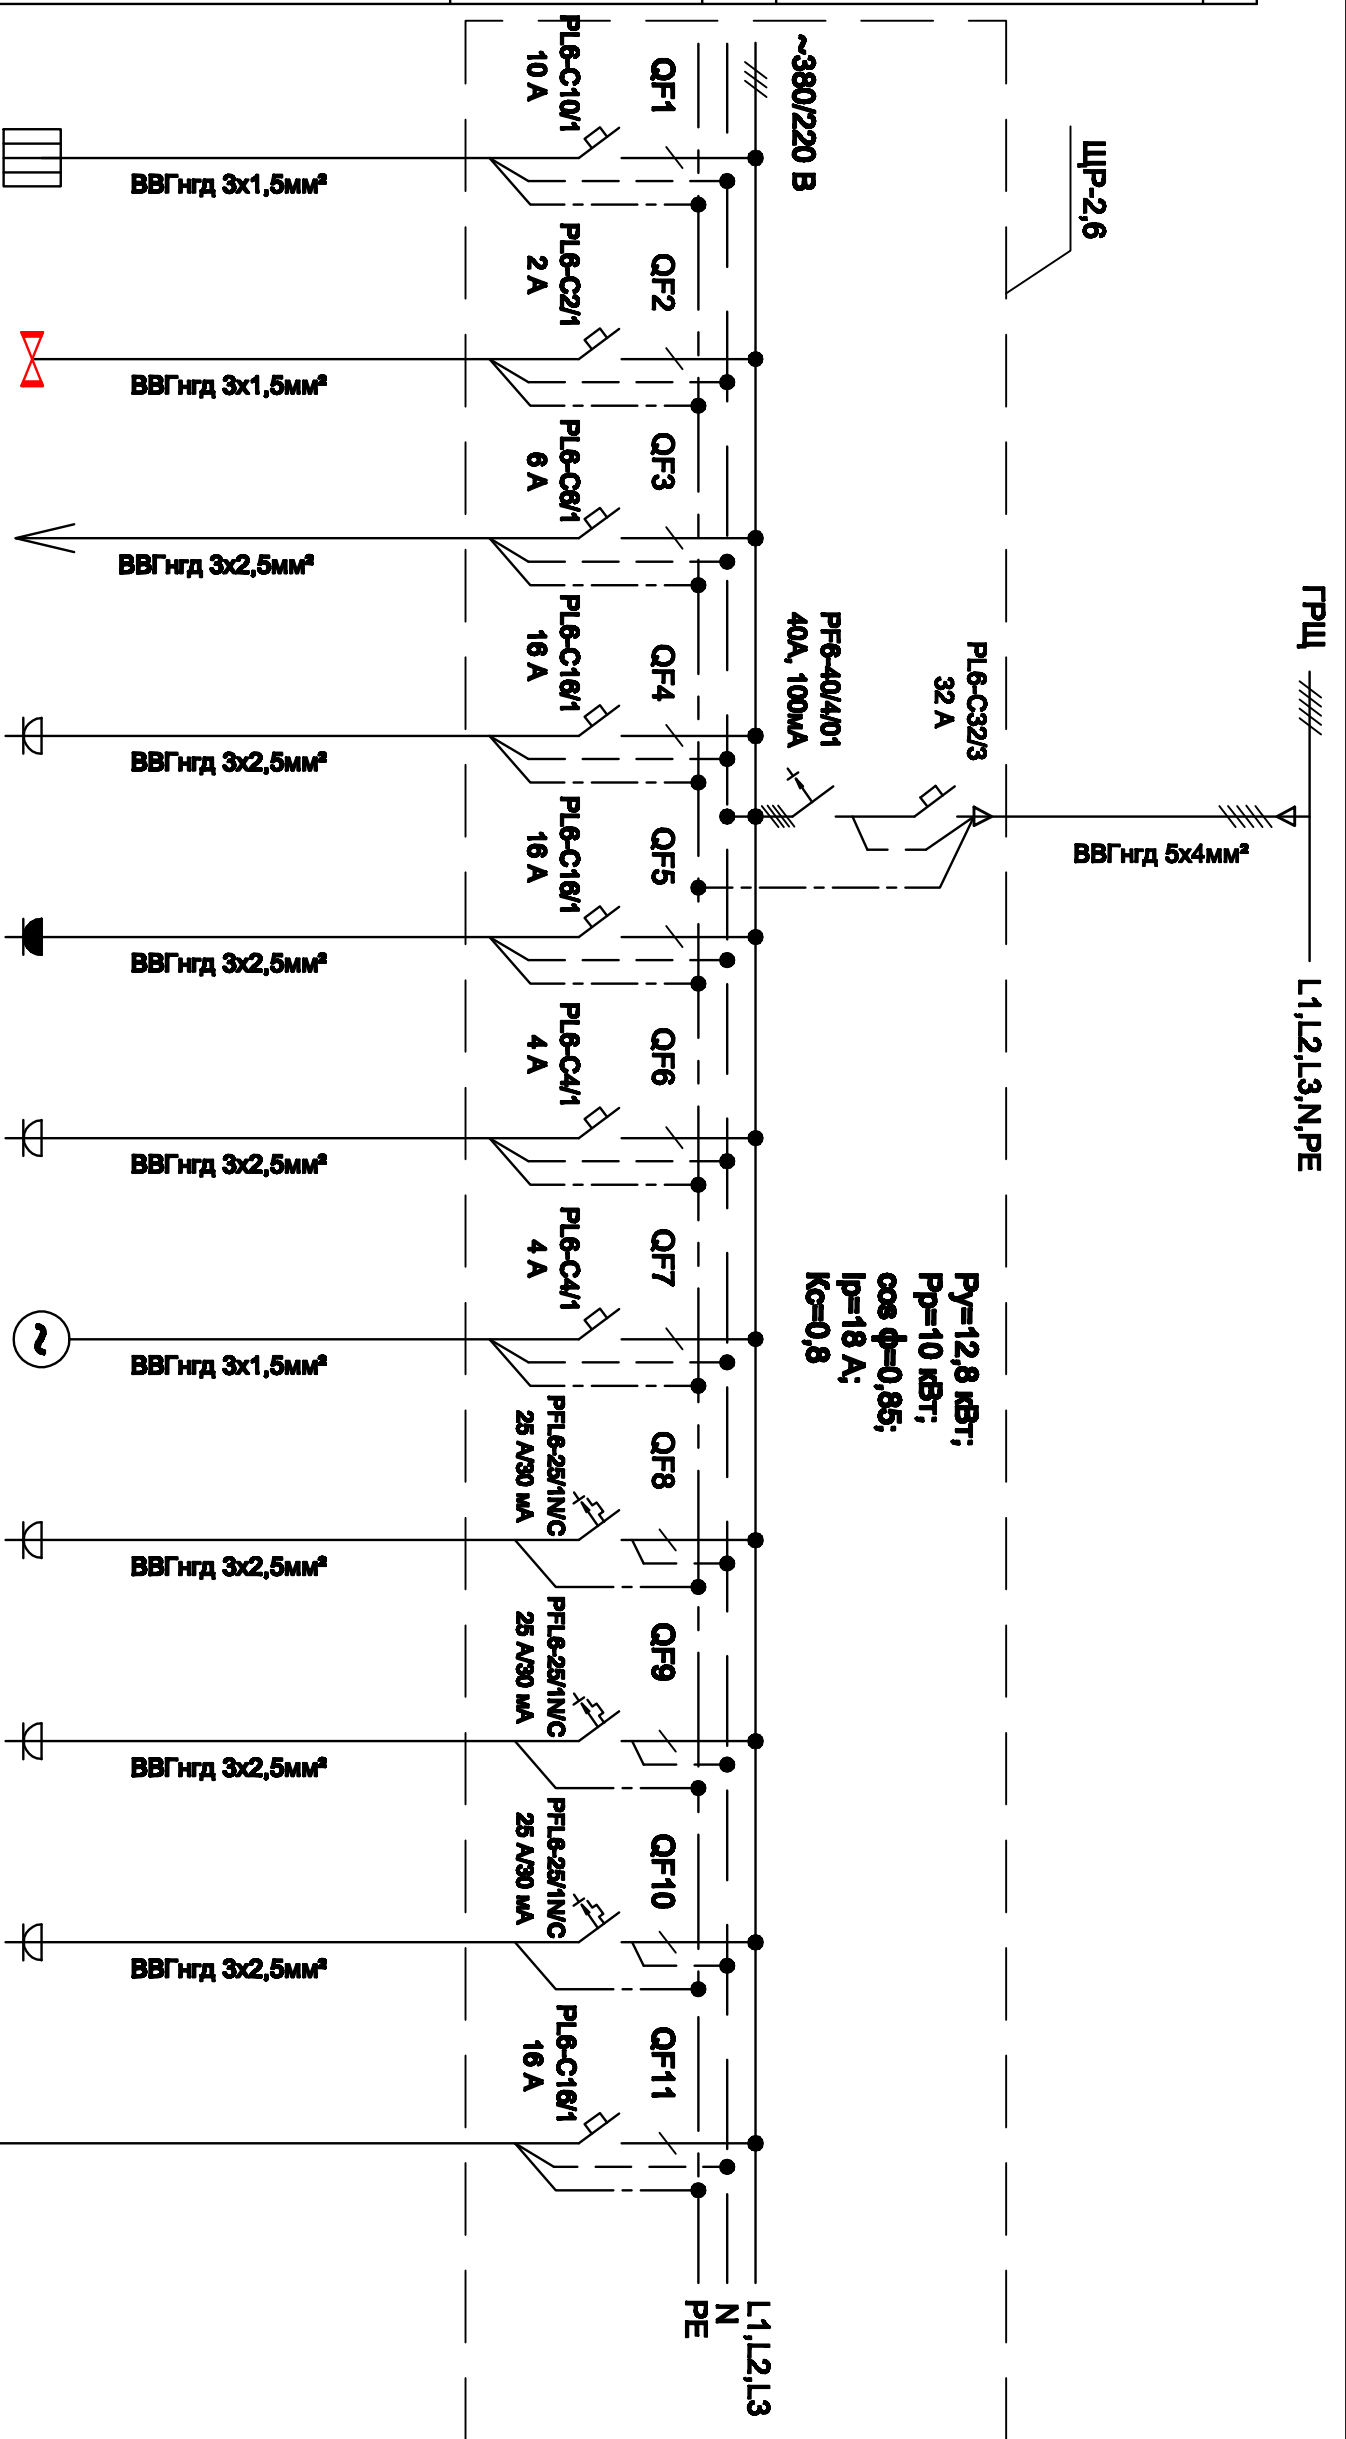 ГРЩ
L1,L2,L3,N,PE
ВВГнгд 5х4мм²
ЩР-2,6
PL6-C32/3
32 А
PF6-40/4/01
40А, 100мА
~380/220 В
Ру=12,8 кВт;
Рр=10 кВт;
cos ф=0,85;
Iр=18 А;
Кс=0,8
L1,L2,L3
N
PE
QF1
PL6-C10/1
10 А
ВВГнгд 3х1,5мм²
QF2
PL6-C2/1
2 А
ВВГнгд 3х1,5мм²
QF3
PL6-C6/1
6 А
ВВГнгд 3х2,5мм²
QF4
PL6-C16/1
16 А
ВВГнгд 3х2,5мм²
QF5
PL6-C16/1
16 А
ВВГнгд 3х2,5мм²
QF6
PL6-C4/1
4 А
ВВГнгд 3х2,5мм²
QF7
PL6-C4/1
4 А
ВВГнгд 3х1,5мм²
~
QF8
PFL6-25/1N/C
25 А/30 мА
ВВГнгд 3х2,5мм²
QF9
PFL6-25/1N/C
25 А/30 мА
ВВГнгд 3х2,5мм²
QF10
PFL6-25/1N/C
25 А/30 мА
ВВГнгд 3х2,5мм²
QF11
PL6-C16/1
16 А